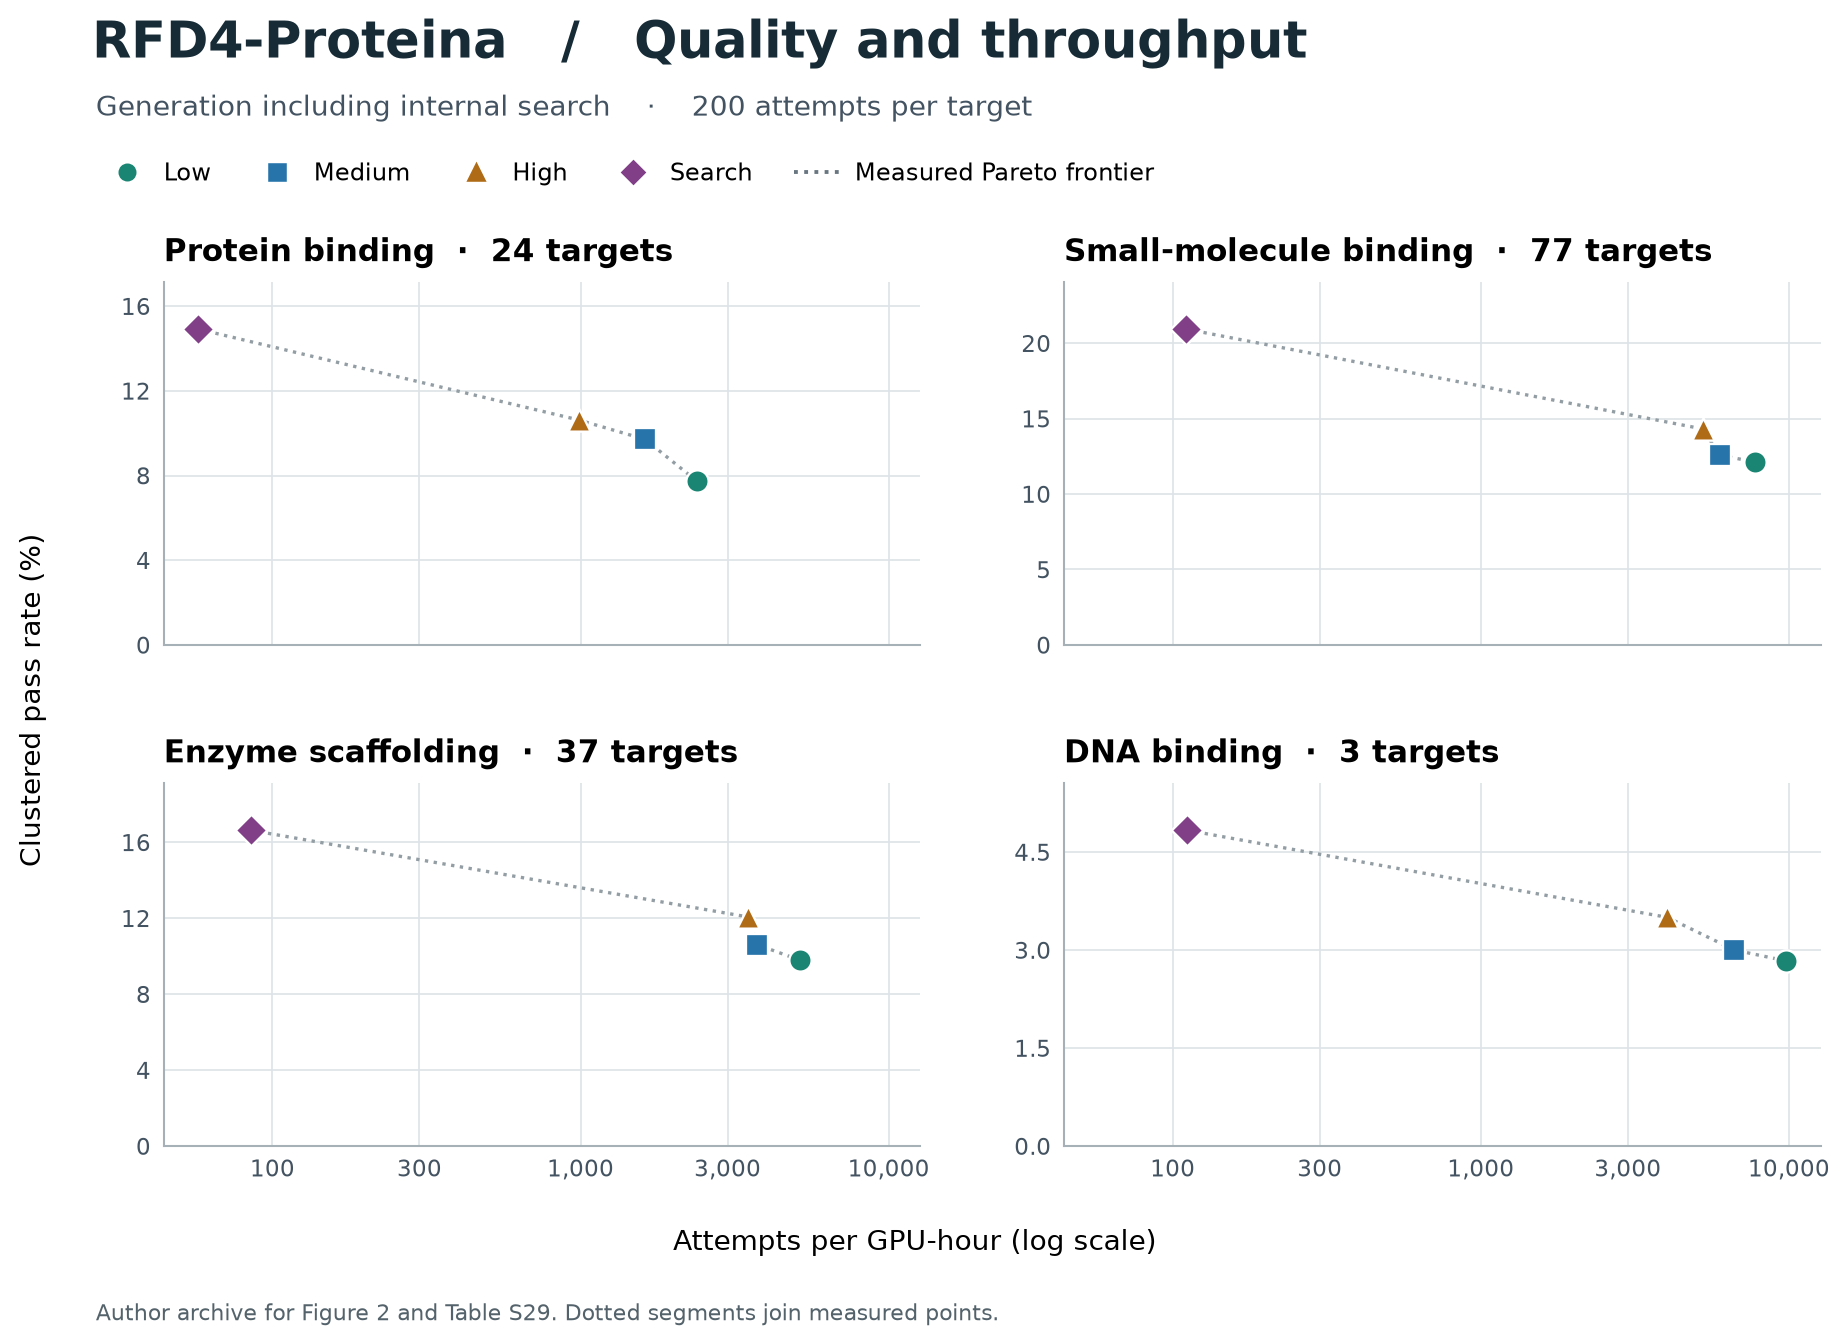 RFD4-Proteina / Quality and throughput
Generation including internal search · 200 attempts per target
Low Medium High Search Measured Pareto frontier
Protein binding · 24 targets
16
12
8
4
0
Small-molecule binding · 77 targets
20
15
10
5
0
Clustered pass rate (%)
Enzyme scaffolding · 37 targets
16
12
8
4
0
100 300 1,000 3,000 10,000
DNA binding · 3 targets
4.5
3.0
1.5
0.0
100 300 1,000 3,000 10,000
Attempts per GPU-hour (log scale)
Author archive for Figure 2 and Table S29. Dotted segments join measured points.